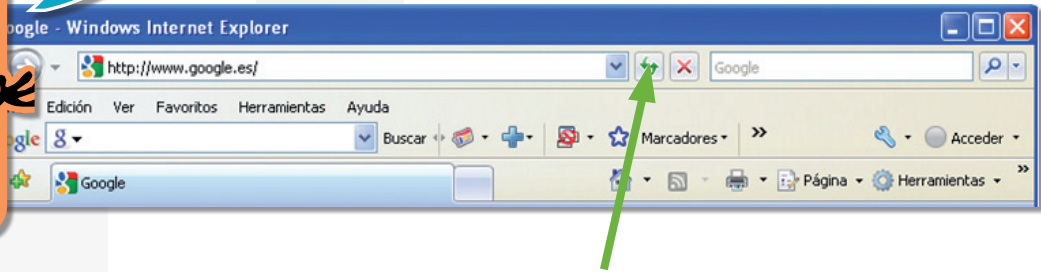 oogle - Windows Internet Explorer
http://www.google.es/
Google
Edición Ver Favoritos Herramientas Ayuda
ogle g Buscar Marcadores » Acceder
Google Página Herramientas »